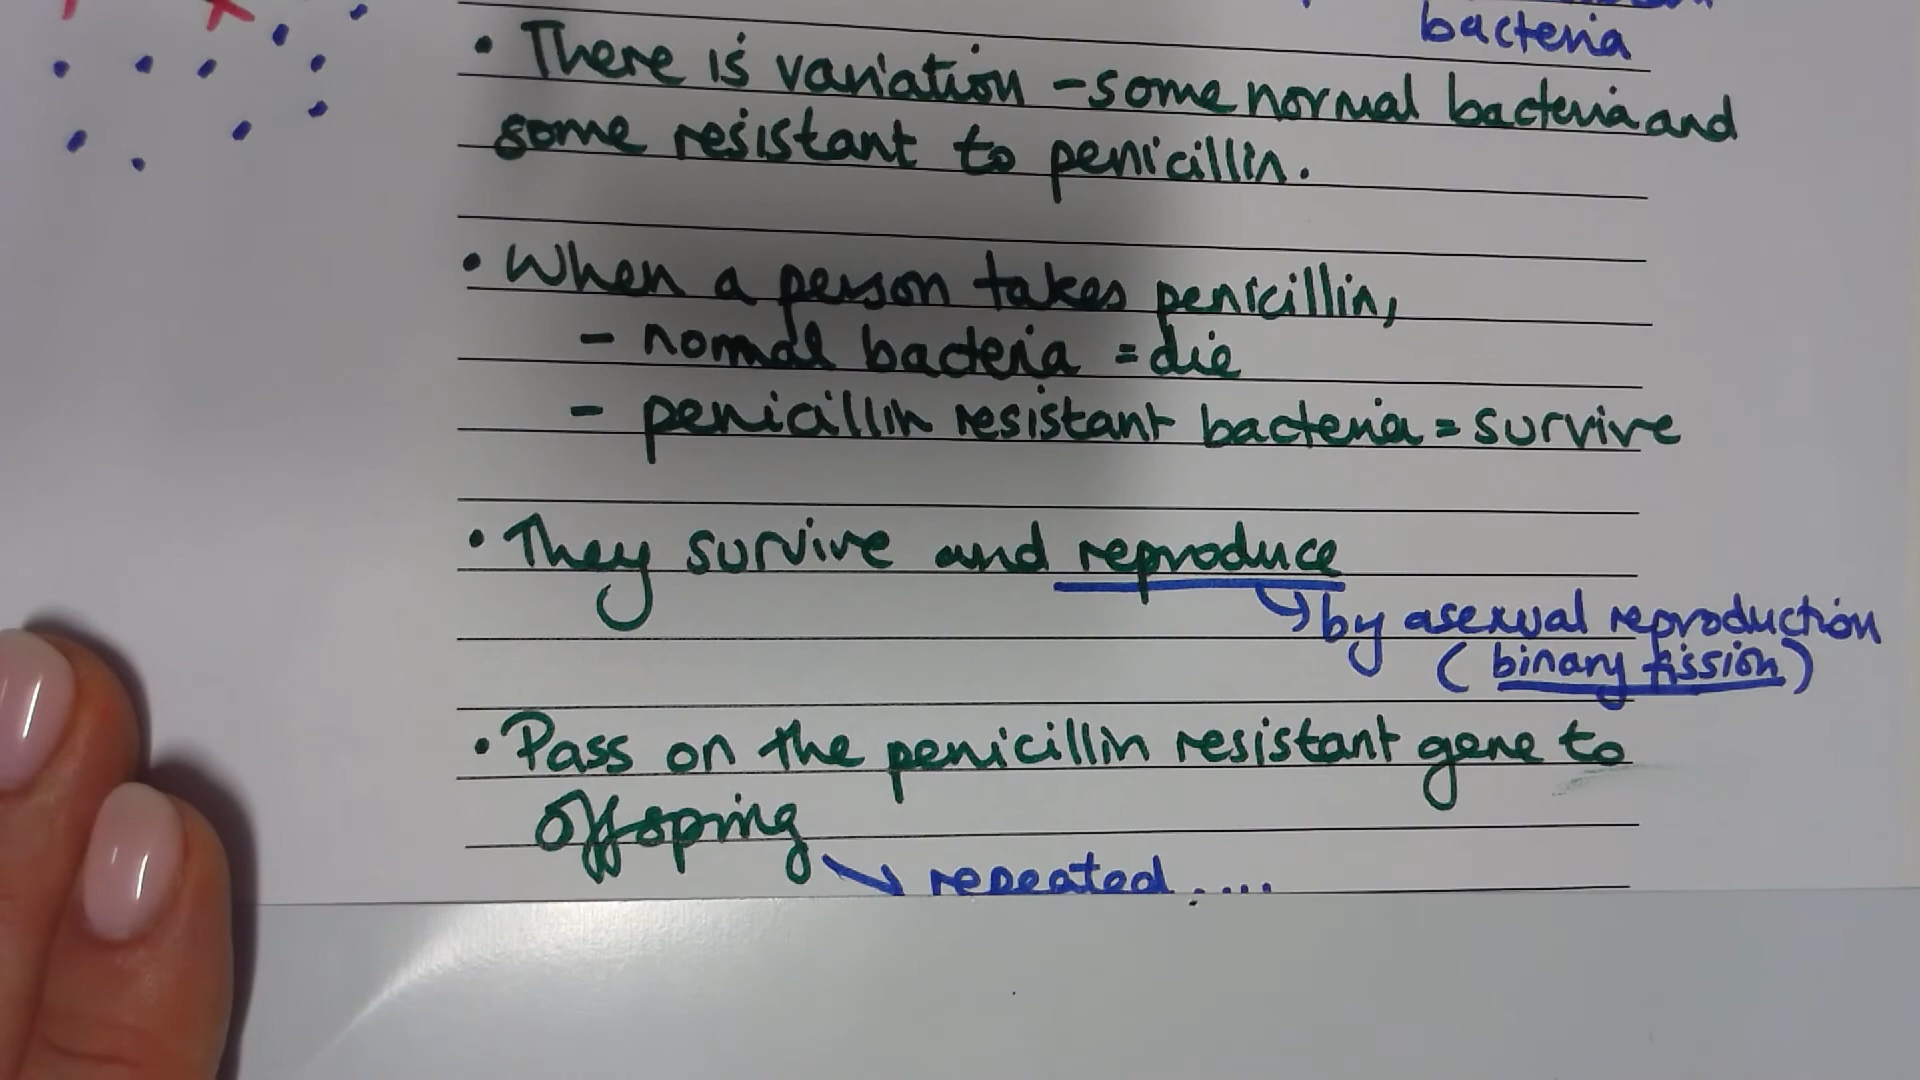 bacteria
• There is variation - some normal bacteria and
some resistant to penicillin.
• When a person takes penicillin,
- normal bacteria = die
- penicillin resistant bacteria = survive
• They survive and reproduce
↳ by asexual reproduction
(binary fission)
• Pass on the penicillin resistant gene to
offspring
↘ repeated....